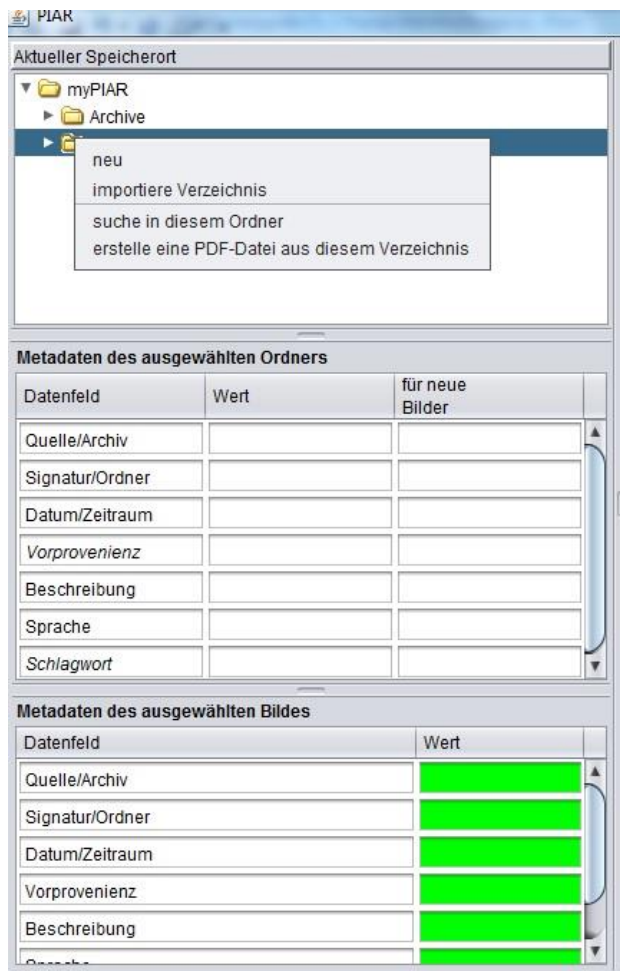 PIAR
Aktueller Speicherort
myPIAR
Archive
neu
importiere Verzeichnis
suche in diesem Ordner
erstelle eine PDF-Datei aus diesem Verzeichnis
Metadaten des ausgewählten Ordners
Datenfeld Wert für neue
Bilder
Quelle/Archiv
Signatur/Ordner
Datum/Zeitraum
Vorprovenienz
Beschreibung
Sprache
Schlagwort
Metadaten des ausgewählten Bildes
Datenfeld Wert
Quelle/Archiv
Signatur/Ordner
Datum/Zeitraum
Vorprovenienz
Beschreibung
Sprache